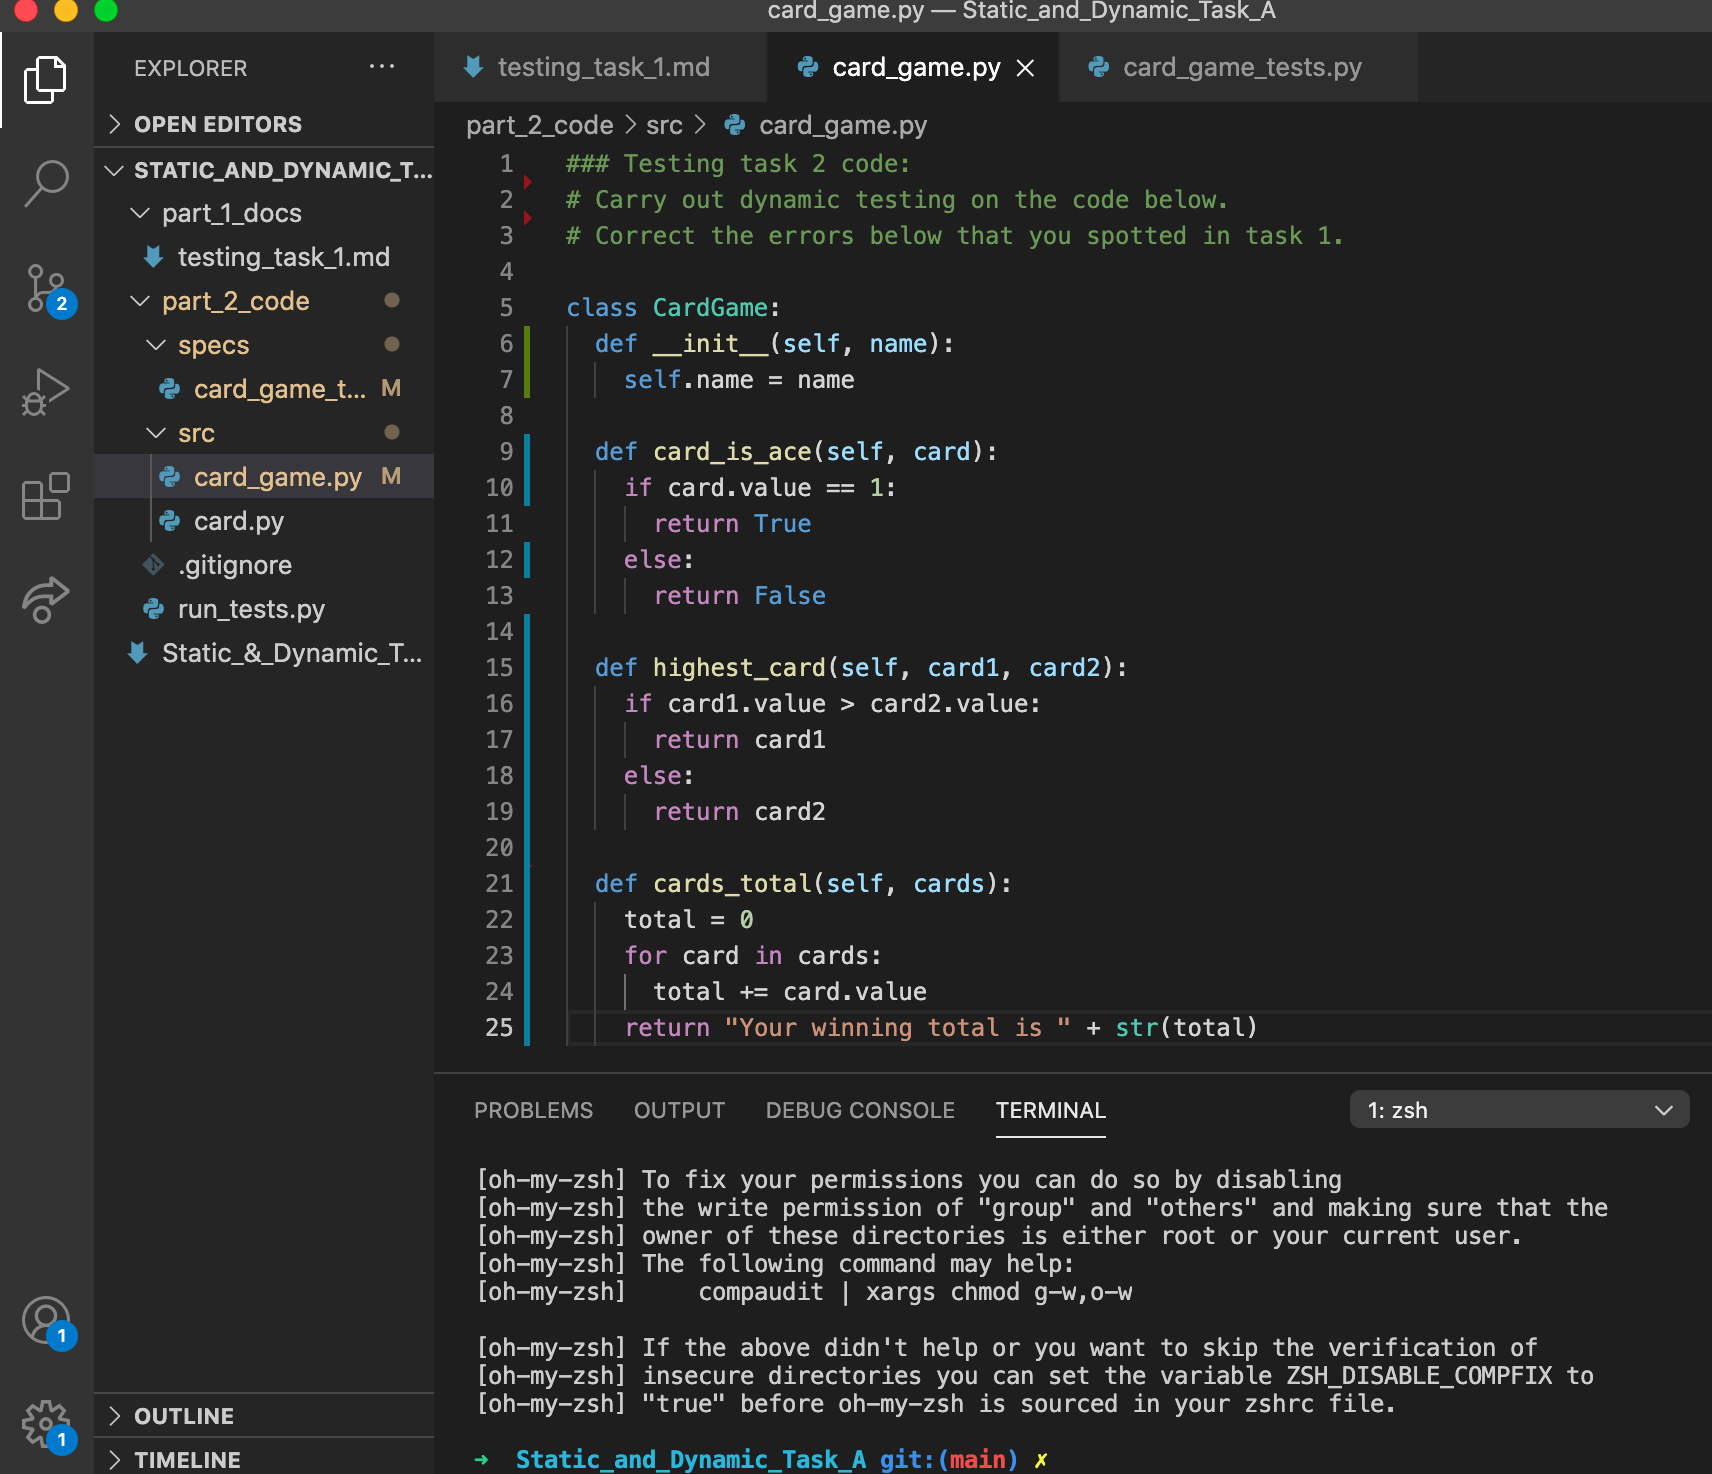 card_game.py — Static_and_Dynamic_Task_A
EXPLORER
...
OPEN EDITORS
STATIC_AND_DYNAMIC_T...
part_1_docs
testing_task_1.md
part_2_code
specs
card_game_t... M
src
card_game.py M
card.py
.gitignore
run_tests.py
Static_&_Dynamic_T...
OUTLINE
TIMELINE
2
1
1
testing_task_1.md
card_game.py
card_game_tests.py
part_2_code > src > card_game.py
1 ### Testing task 2 code:
2 # Carry out dynamic testing on the code below.
3 # Correct the errors below that you spotted in task 1.
4
5 class CardGame:
6 def __init__(self, name):
7 self.name = name
8
9 def card_is_ace(self, card):
10 if card.value == 1:
11 return True
12 else:
13 return False
14
15 def highest_card(self, card1, card2):
16 if card1.value > card2.value:
17 return card1
18 else:
19 return card2
20
21 def cards_total(self, cards):
22 total = 0
23 for card in cards:
24 total += card.value
25 return "Your winning total is " + str(total)
PROBLEMS OUTPUT DEBUG CONSOLE TERMINAL
1: zsh
[oh-my-zsh] To fix your permissions you can do so by disabling
[oh-my-zsh] the write permission of "group" and "others" and making sure that the
[oh-my-zsh] owner of these directories is either root or your current user.
[oh-my-zsh] The following command may help:
[oh-my-zsh] compaudit | xargs chmod g-w,o-w
[oh-my-zsh] If the above didn't help or you want to skip the verification of
[oh-my-zsh] insecure directories you can set the variable ZSH_DISABLE_COMPFIX to
[oh-my-zsh] "true" before oh-my-zsh is sourced in your zshrc file.
➜ Static_and_Dynamic_Task_A git:(main) ✗